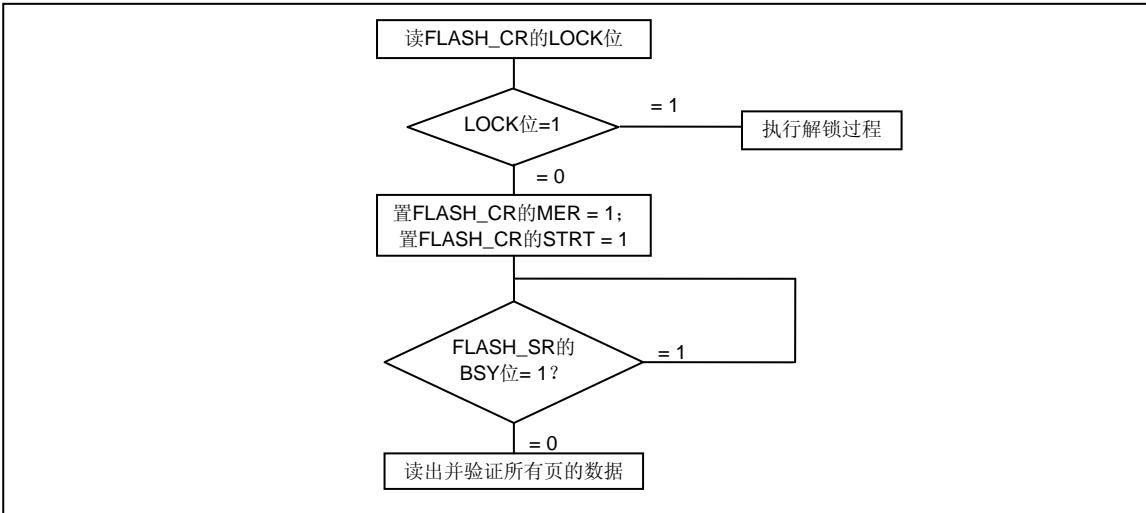 读FLASH_CR的LOCK位
= 1
LOCK位=1
执行解锁过程
= 0
置FLASH_CR的MER = 1；
置FLASH_CR的STRT = 1
FLASH_SR的
= 1
BSY位= 1？
= 0
读出并验证所有页的数据